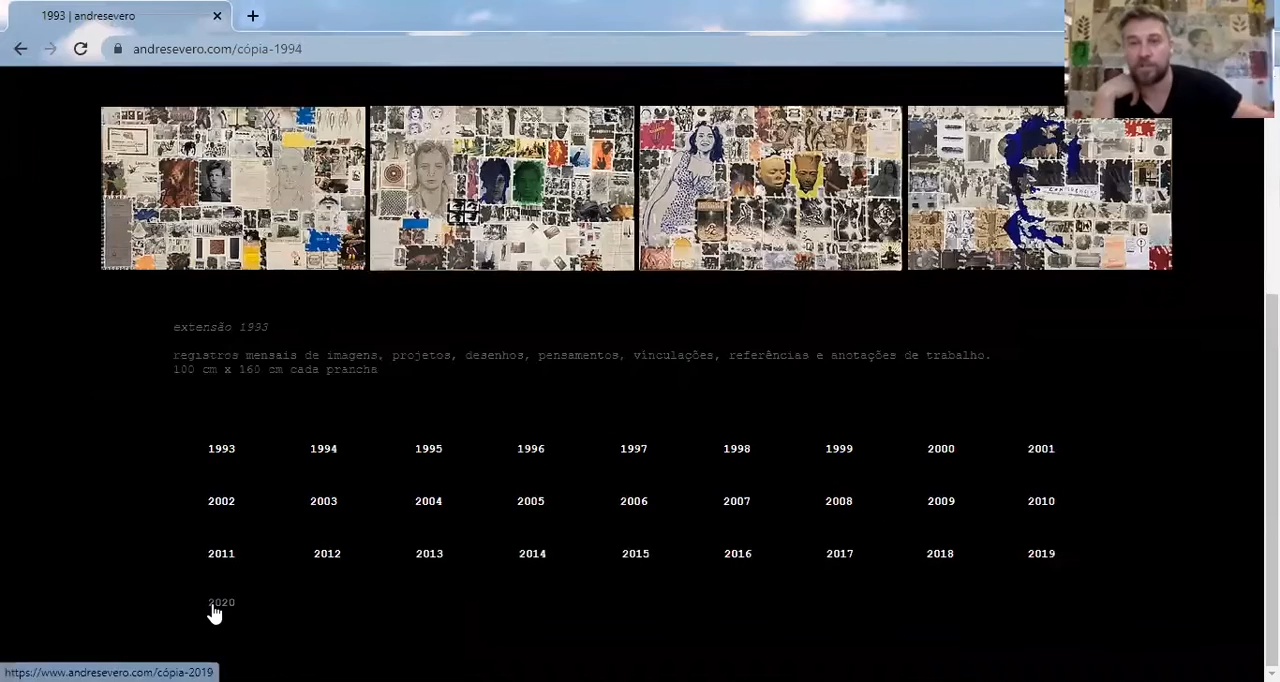 1993 | andresevero
andresevero.com/cópia-1994
extensão 1993
registros mensais de imagens, projetos, desenhos, pensamentos, vinculações, referências e anotações de trabalho.
100 cm x 160 cm cada prancha
1993 1994 1995 1996 1997 1998 1999 2000 2001
2002 2003 2004 2005 2006 2007 2008 2009 2010
2011 2012 2013 2014 2015 2016 2017 2018 2019
2020
https://www.andresevero.com/cópia-2019